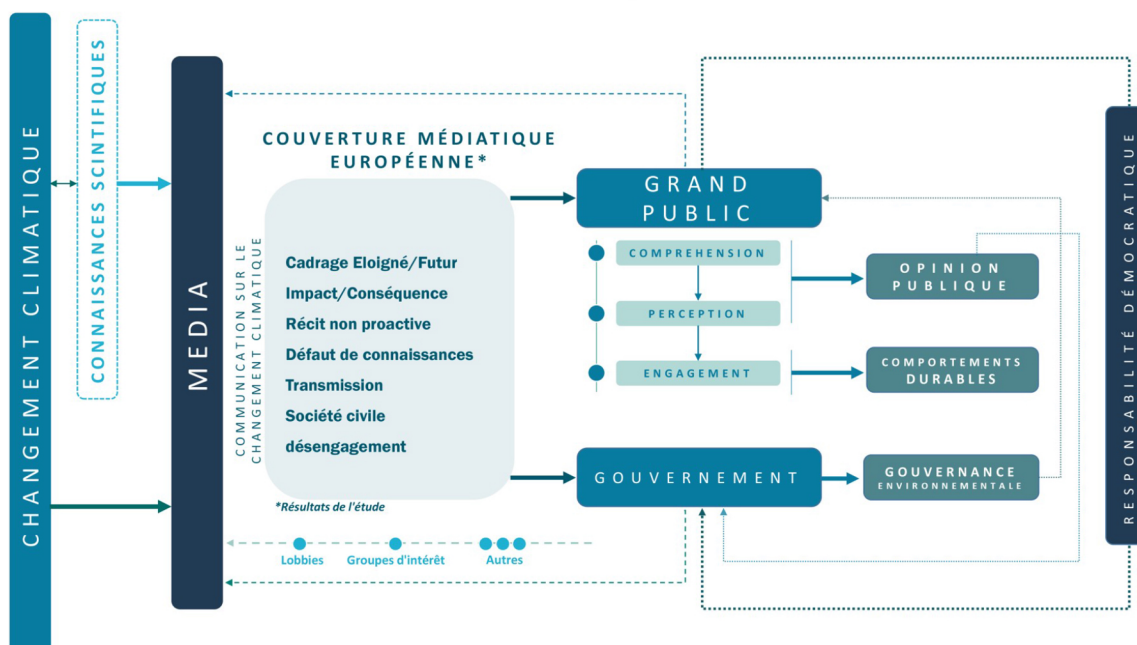 CHANGEMENT CLIMATIQUE
CONNAISSANCES SCINTIFIQUES
MEDIA
COMMUNICATION SUR LE
CHANGEMENT CLIMATIQUE
COUVERTURE MÉDIATIQUE
EUROPÉENNE*
Cadrage Eloigné/Futur
Impact/Conséquence
Récit non proactive
Défaut de connaissances
Transmission
Société civile
désengagement
*Résultats de l'étude
Lobbies
Groupes d'intérêt
Autres
GRAND
PUBLIC
COMPREHENSION
PERCEPTION
ENGAGEMENT
OPINION
PUBLIQUE
COMPORTEMENTS
DURABLES
GOUVERNEMENT
GOUVERNANCE
ENVIRONNEMENTALE
RESPONSABILITÉ DÉMOCRATIQUE